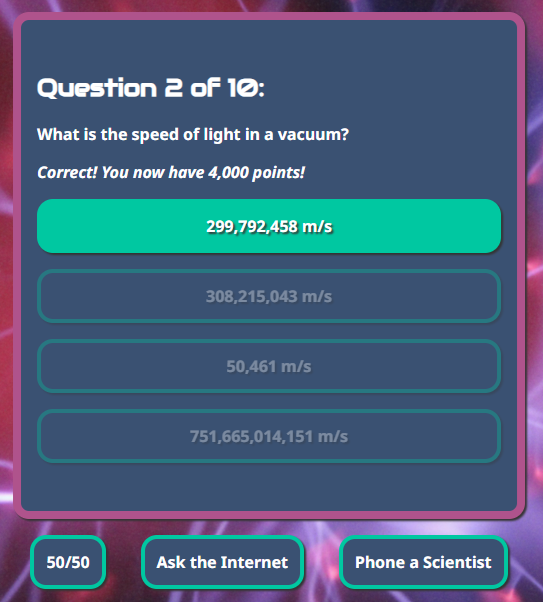 Question 2 of 10:
What is the speed of light in a vacuum?
Correct! You now have 4,000 points!
299,792,458 m/s
308,215,043 m/s
50,461 m/s
751,665,014,151 m/s
50/50
Ask the Internet
Phone a Scientist